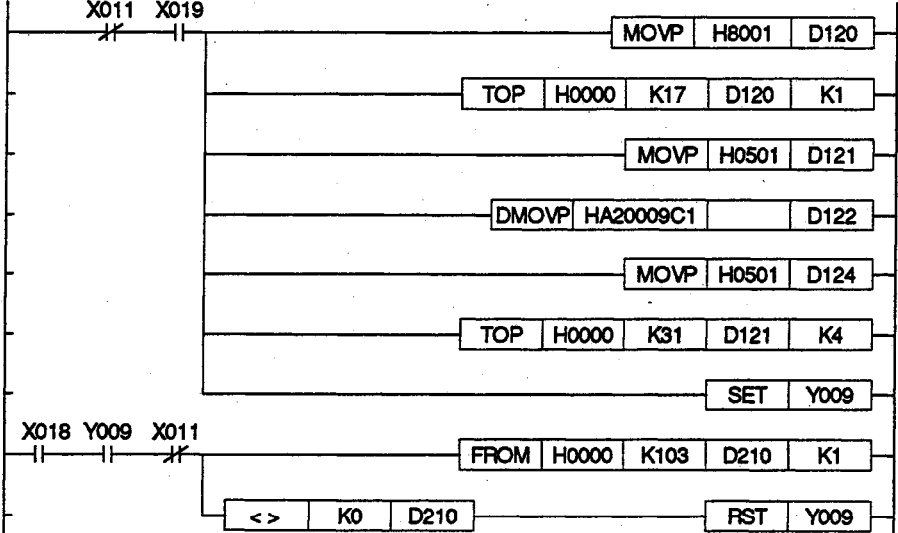 X011 X019
MOVP H8001 D120
TOP H0000 K17 D120 K1
MOVP H0501 D121
DMOVP HA20009C1 D122
MOVP H0501 D124
TOP H0000 K31 D121 K4
SET Y009
X018 Y009 X011
FROM H0000 K103 D210 K1
<> K0 D210 RST Y009